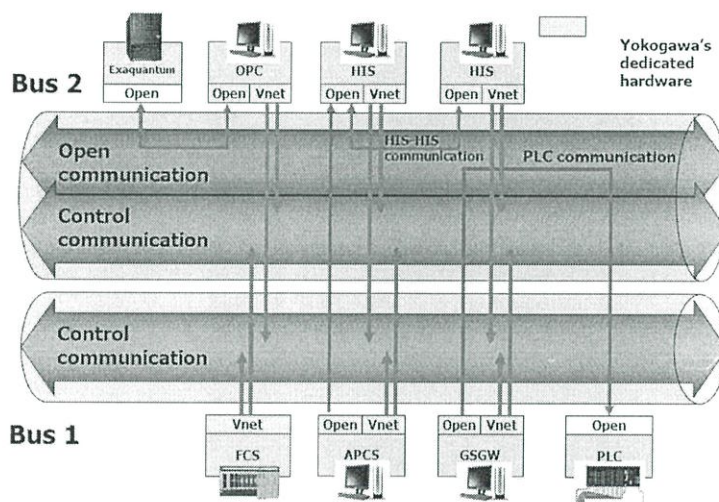 Exaquantum
Open
OPC
Open Vnet
HIS
Open Vnet
HIS
Open Vnet
Yokogawa's
dedicated
hardware
Bus 2
Open
communication
HIS-HIS
communication
PLC communication
Control
communication
Control
communication
Bus 1
Vnet
FCS
Open Vnet
APCS
Open Vnet
GSGW
Open
PLC